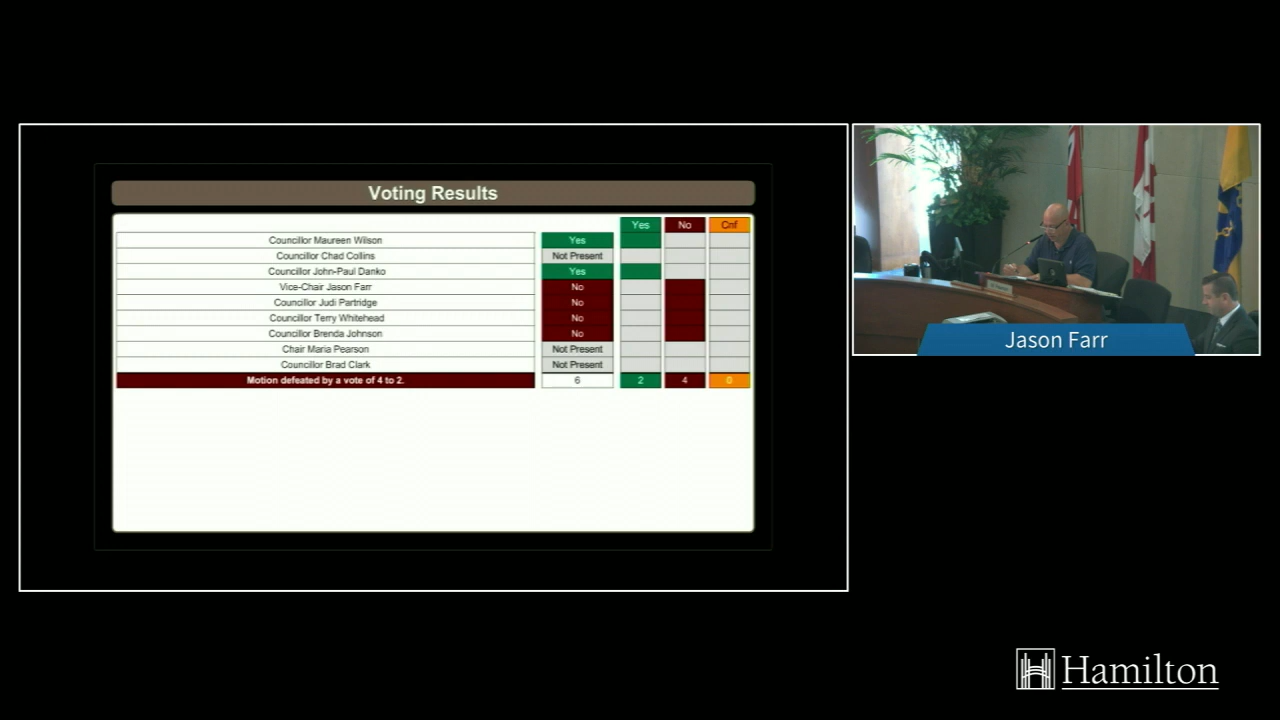 Voting Results
Yes No Cnf
Councillor Maureen Wilson Yes
Councillor Chad Collins Not Present
Councillor John-Paul Danko Yes
Vice-Chair Jason Farr No
Councillor Judi Partridge No
Councillor Terry Whitehead No
Councillor Brenda Johnson No
Chair Maria Pearson Not Present
Councillor Brad Clark Not Present
Motion defeated by a vote of 4 to 2. 6 2 4 0
Jason Farr
Hamilton